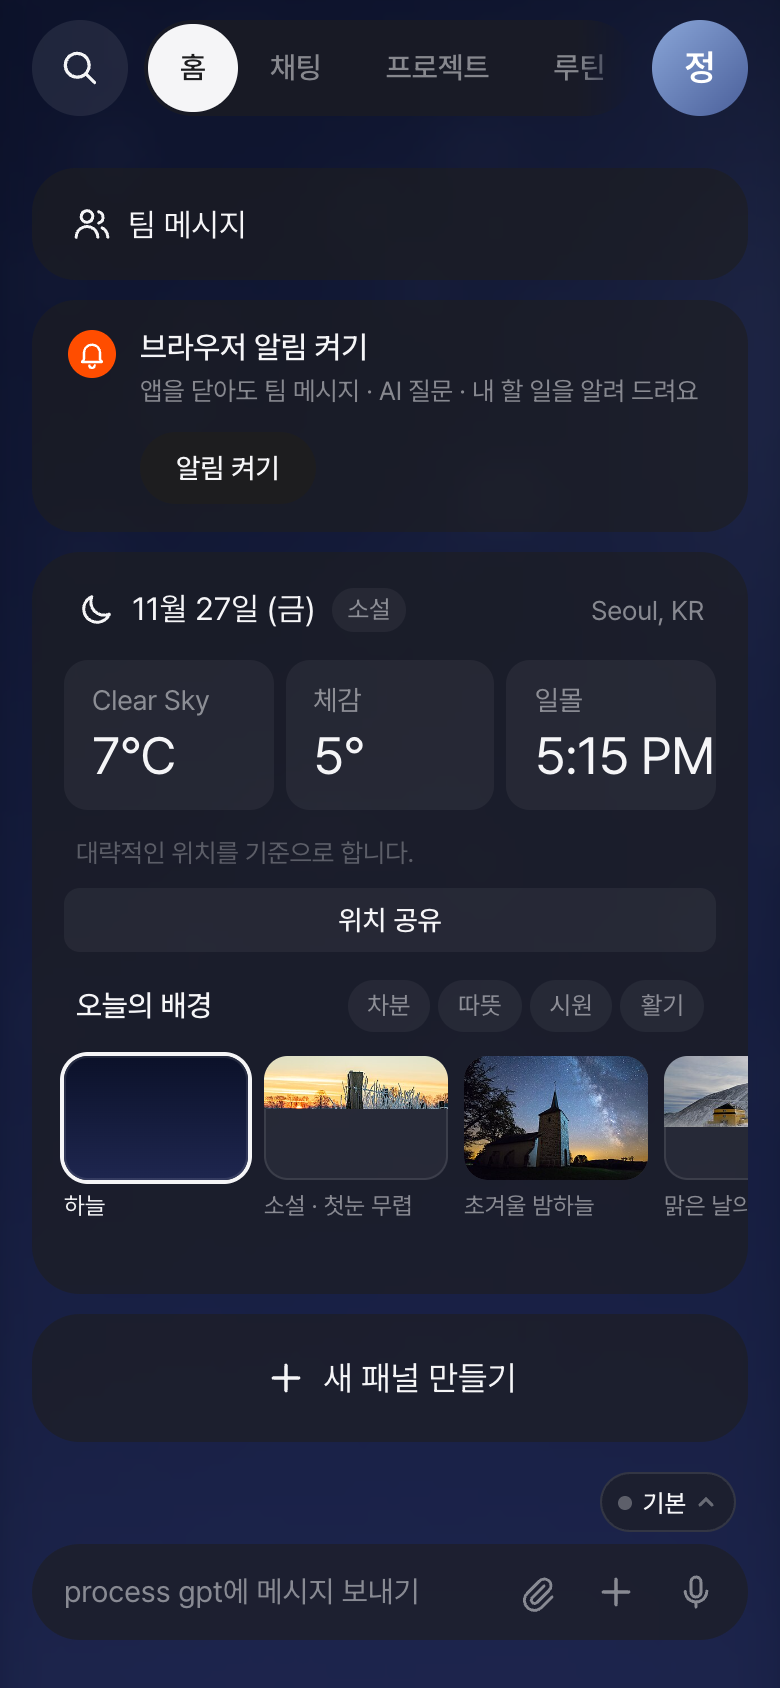 홈 채팅 프로젝트 루틴 정
팀 메시지
브라우저 알림 켜기
앱을 닫아도 팀 메시지 · AI 질문 · 내 할 일을 알려 드려요
알림 켜기
11월 27일 (금) 소설 Seoul, KR
Clear Sky 체감 일몰
7°C 5° 5:15 PM
대략적인 위치를 기준으로 합니다.
위치 공유
오늘의 배경 차분 따뜻 시원 활기
하늘 소설 · 첫눈 무렵 초겨울 밤하늘 맑은 날의
새 패널 만들기
기본
process gpt에 메시지 보내기